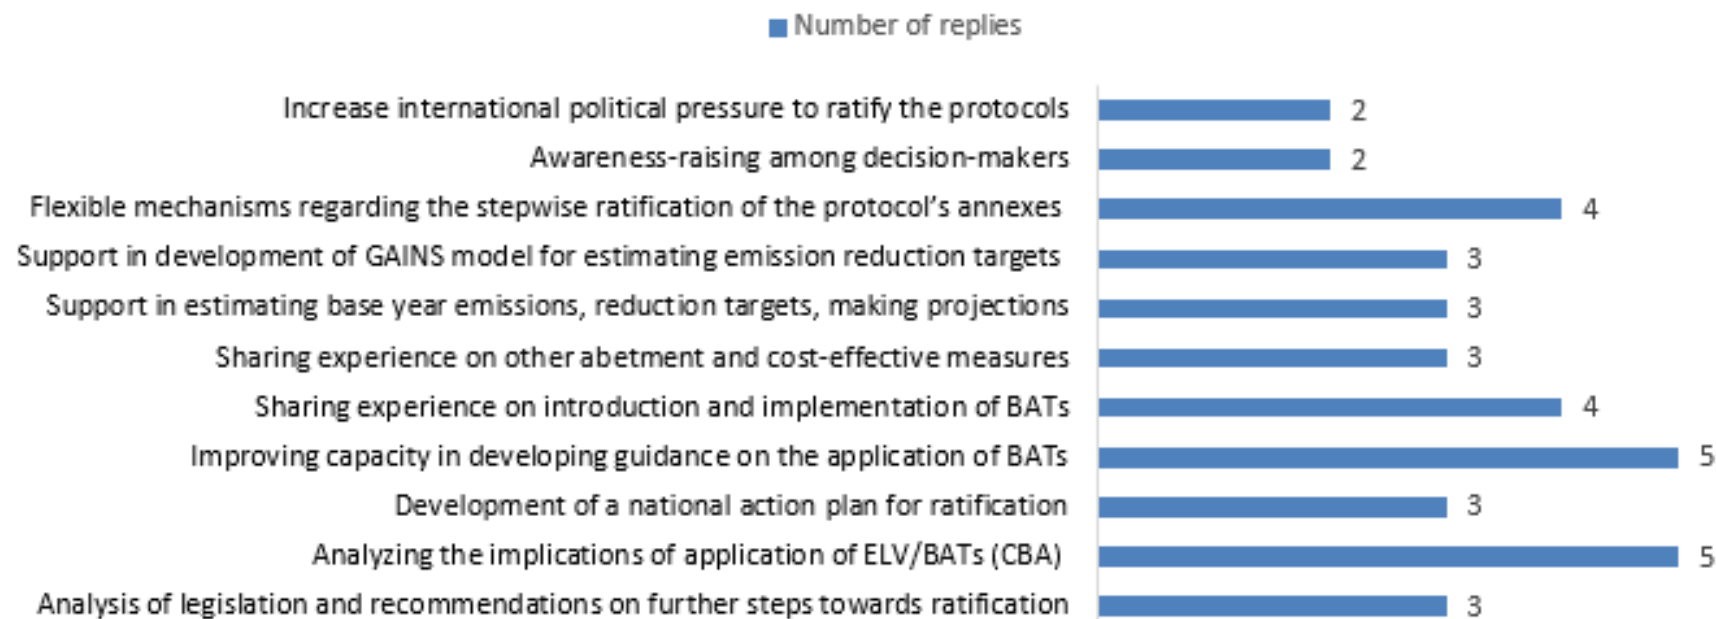 Number of replies
Increase international political pressure to ratify the protocols 2
Awareness-raising among decision-makers 2
Flexible mechanisms regarding the stepwise ratification of the protocol's annexes 4
Support in development of GAINS model for estimating emission reduction targets 3
Support in estimating base year emissions, reduction targets, making projections 3
Sharing experience on other abetment and cost-effective measures 3
Sharing experience on introduction and implementation of BATs 4
Improving capacity in developing guidance on the application of BATs 5
Development of a national action plan for ratification 3
Analyzing the implications of application of ELV/BATs (CBA) 5
Analysis of legislation and recommendations on further steps towards ratification 3